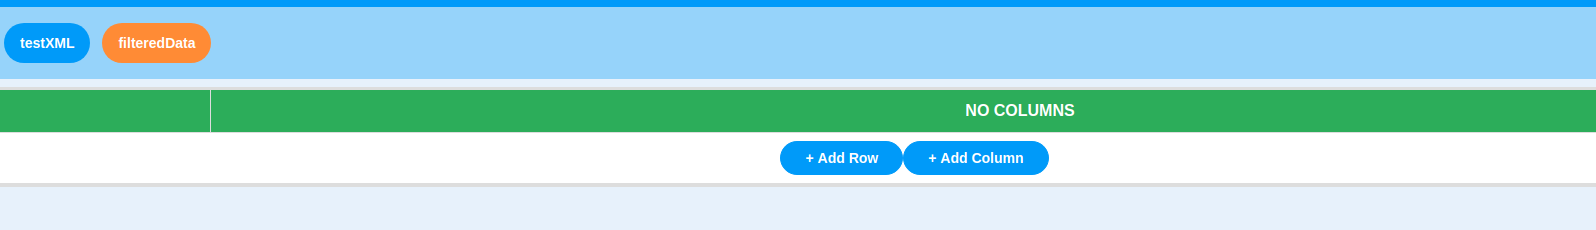 testXML filteredData
NO COLUMNS
+ Add Row + Add Column